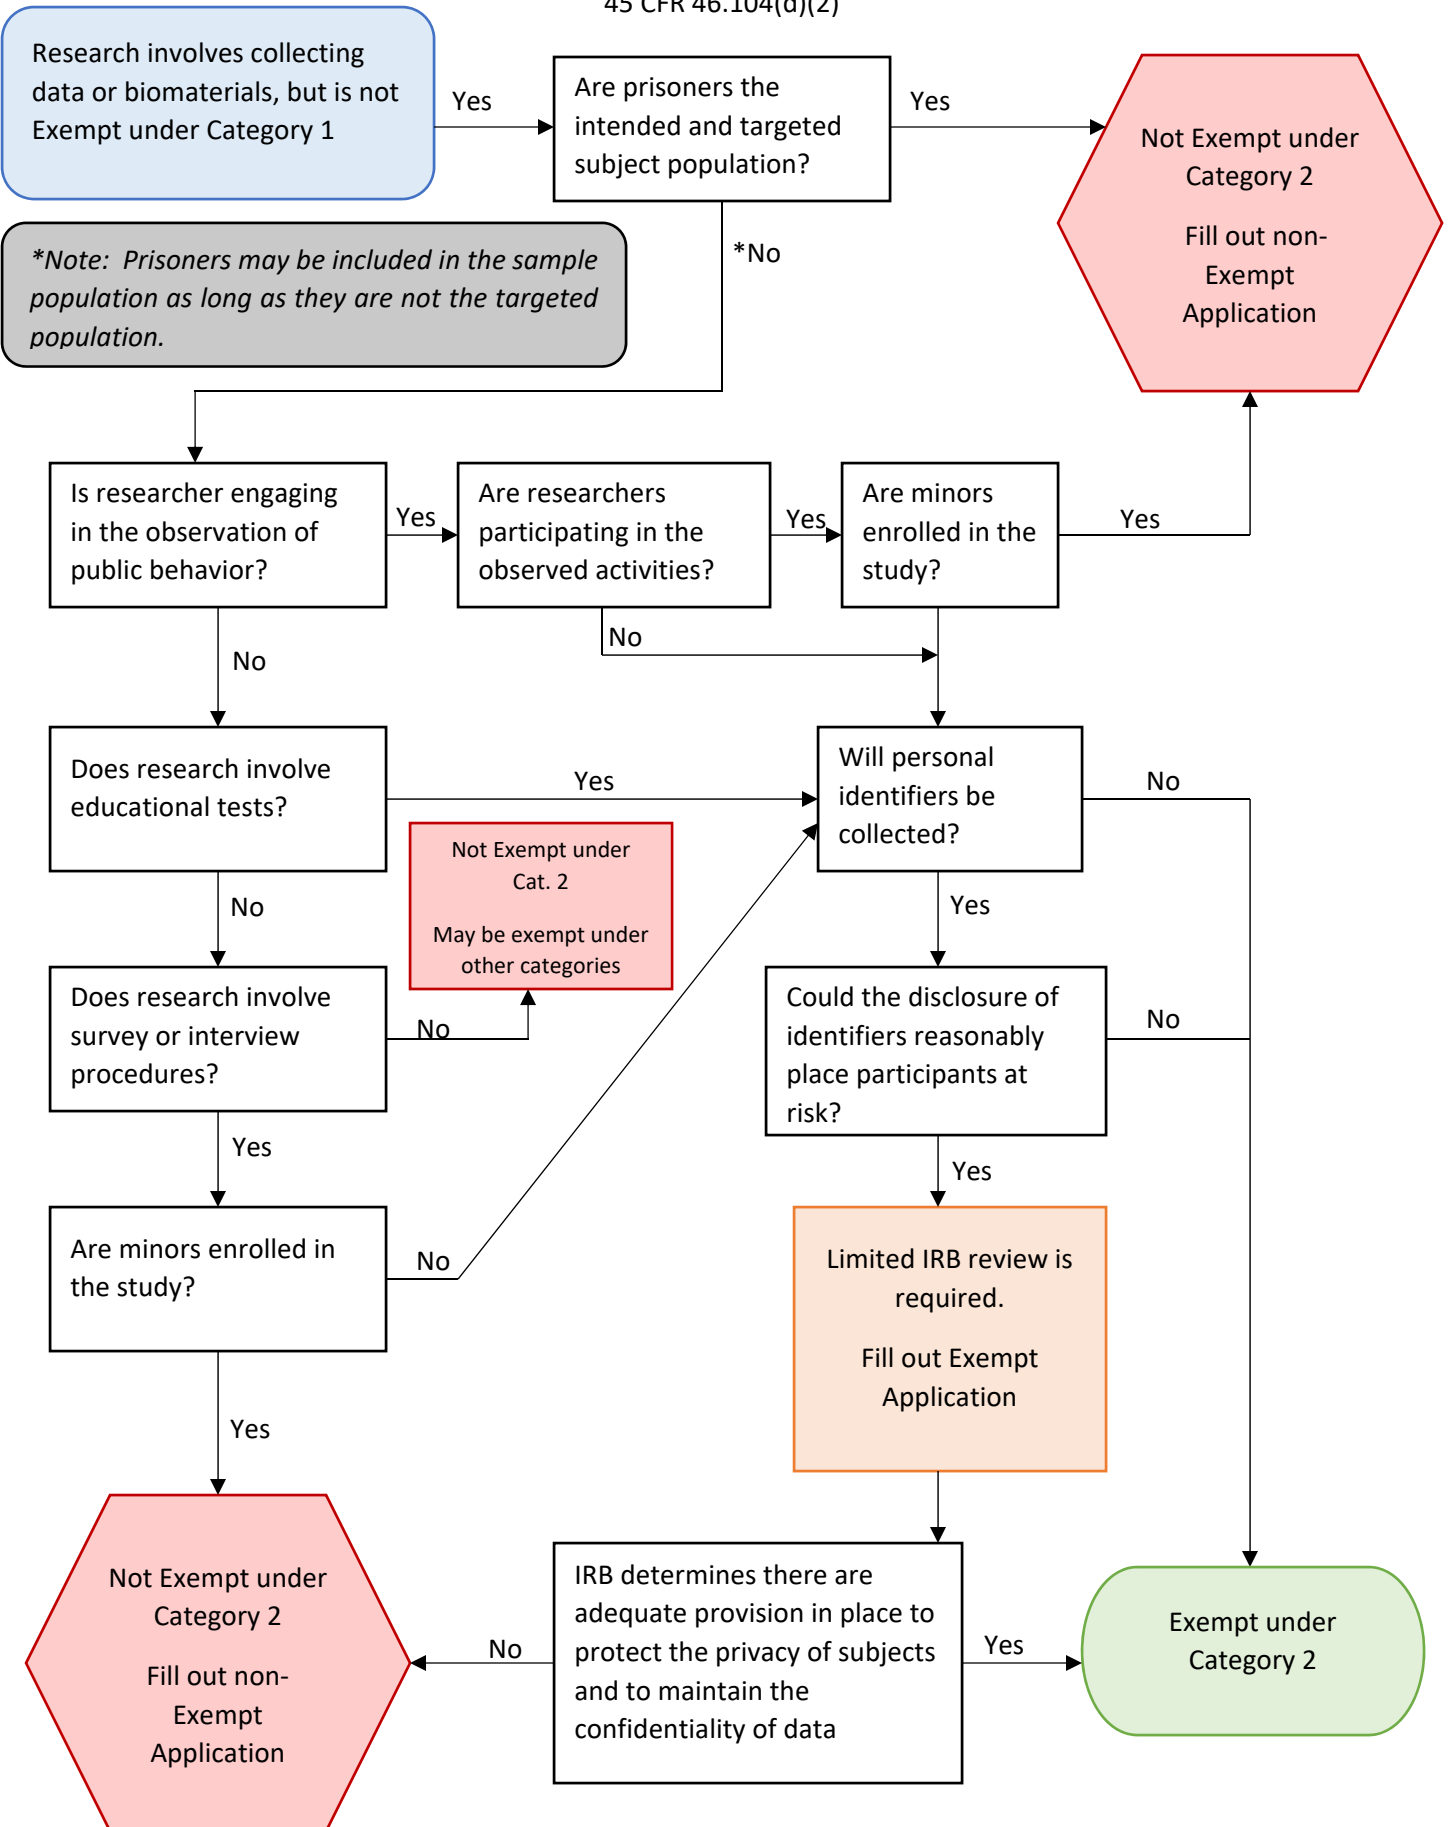 45 CFR 46.104(d)(2)
Research involves collecting
data or biomaterials, but is not
Exempt under Category 1
Yes
Are prisoners the
intended and targeted
subject population?
Yes
Not Exempt under
Category 2
Fill out non-
Exempt
Application
*No
*Note:  Prisoners may be included in the sample
population as long as they are not the targeted
population.
Is researcher engaging
in the observation of
public behavior?
Yes
Are researchers
participating in the
observed activities?
Yes
Are minors
enrolled in the
study?
Yes
No
No
Does research involve
educational tests?
Yes
Will personal
identifiers be
collected?
No
Not Exempt under
Cat. 2
May be exempt under
other categories
No
Yes
Does research involve
survey or interview
procedures?
No
Could the disclosure of
identifiers reasonably
place participants at
risk?
No
Yes
Yes
Are minors enrolled in
the study?
No
Limited IRB review is
required.
Fill out Exempt
Application
Yes
Not Exempt under
Category 2
Fill out non-
Exempt
Application
No
IRB determines there are
adequate provision in place to
protect the privacy of subjects
and to maintain the
confidentiality of data
Yes
Exempt under
Category 2